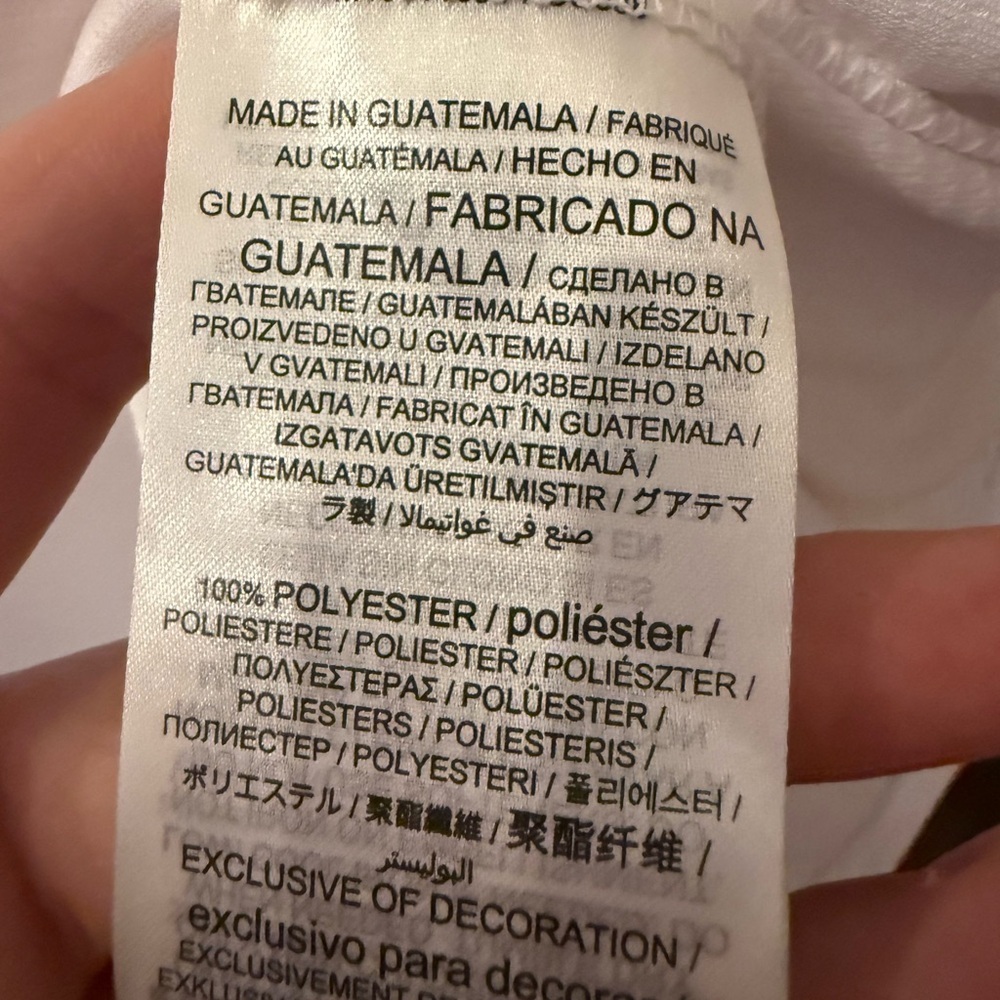 MADE IN GUATEMALA / FABRIQUÉ
AU GUATÉMALA / HECHO EN
GUATEMALA / FABRICADO NA
GUATEMALA / СДЕЛАНО В
ГВАТЕМАЛЕ / GUATEMALÁBAN KÉSZÜLT /
PROIZVEDENO U GVATEMALI / IZDELANO
V GVATEMALI / ПРОИЗВЕДЕНО В
ГВАТЕМАЛА / FABRICAT ÎN GUATEMALA /
IZGATAVOTS GVATEMALĀ /
GUATEMALA'DA ÜRETILMIŞTIR / グアテマ
ラ製 / صنع في غواتيمالا
100% POLYESTER / poliéster /
POLIESTERE / POLIESTER / POLIÉSZTER /
ΠΟΛΥΕΣΤΕΡΑΣ / POLÜESTER /
POLIESTERS / POLIESTERIS /
ПОЛИЕСТЕР / POLYESTERI / 폴리에스터 /
ポリエステル / 聚酯纖維 / 聚酯纤维 /
البوليستر
EXCLUSIVE OF DECORATION /
exclusivo para
EXCLUSIVEMENT